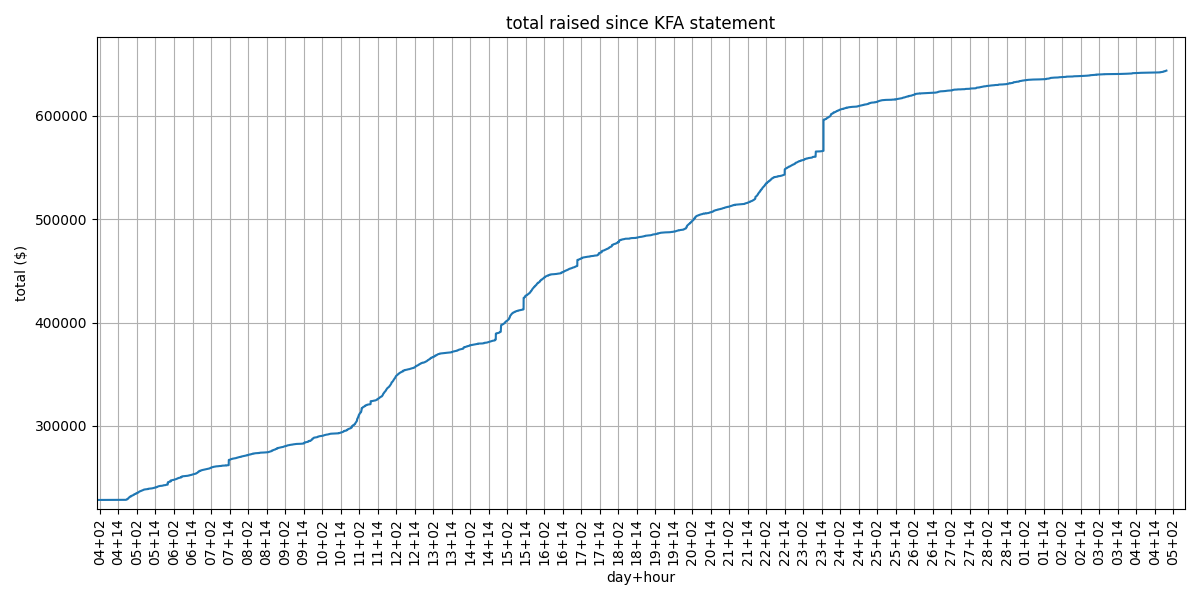 total raised since KFA statement
total ($)
600000
500000
400000
300000
04+02 04+14 05+02 05+14 06+02 06+14 07+02 07+14 08+02 08+14 09+02 09+14 10+02 10+14 11+02 11+14 12+02 12+14 13+02 13+14 14+02 14+14 15+02 15+14 16+02 16+14 17+02 17+14 18+02 18+14 19+02 19+14 20+02 20+14 21+02 21+14 22+02 22+14 23+02 23+14 24+02 24+14 25+02 25+14 26+02 26+14 27+02 27+14 28+02 28+14 01+02 01+14 02+02 02+14 03+02 03+14 04+02 04+14 05+02
day+hour